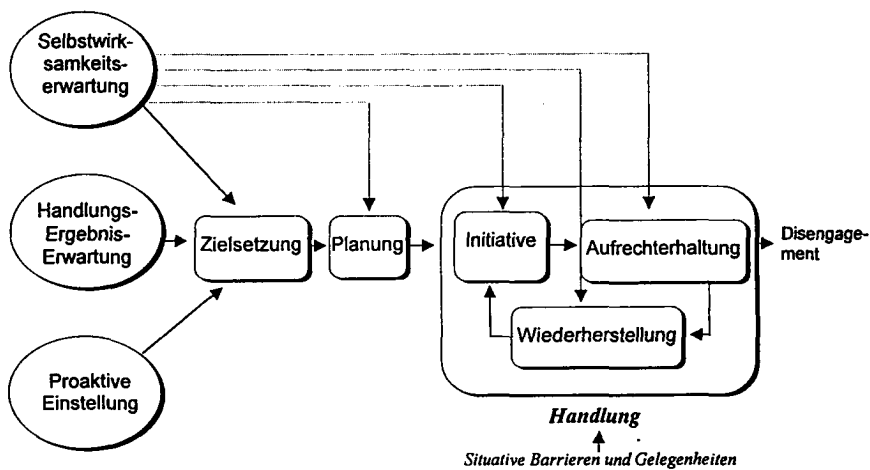 Selbstwirk-
samkeits-
erwartung
Handlungs-
Ergebnis-
Erwartung
Zielsetzung
Planung
Initiative
Aufrechterhaltung
Disengage-
ment
Wiederherstellung
Proaktive
Einstellung
Handlung
Situative Barrieren und Gelegenheiten